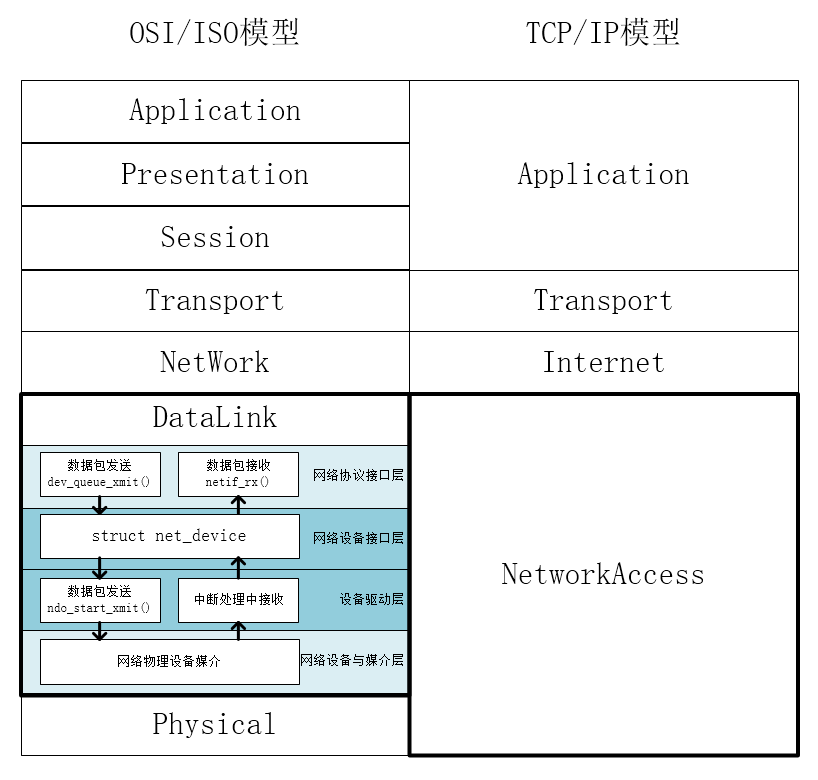 OSI/ISO模型
TCP/IP模型
Application
Presentation
Session
Application
Transport
Transport
NetWork
Internet
DataLink
数据包发送
dev_queue_xmit()
数据包接收
netif_rx()
网络协议接口层
struct net_device
网络设备接口层
数据包发送
ndo_start_xmit()
中断处理中接收
设备驱动层
网络物理设备媒介
网络设备与媒介层
NetworkAccess
Physical